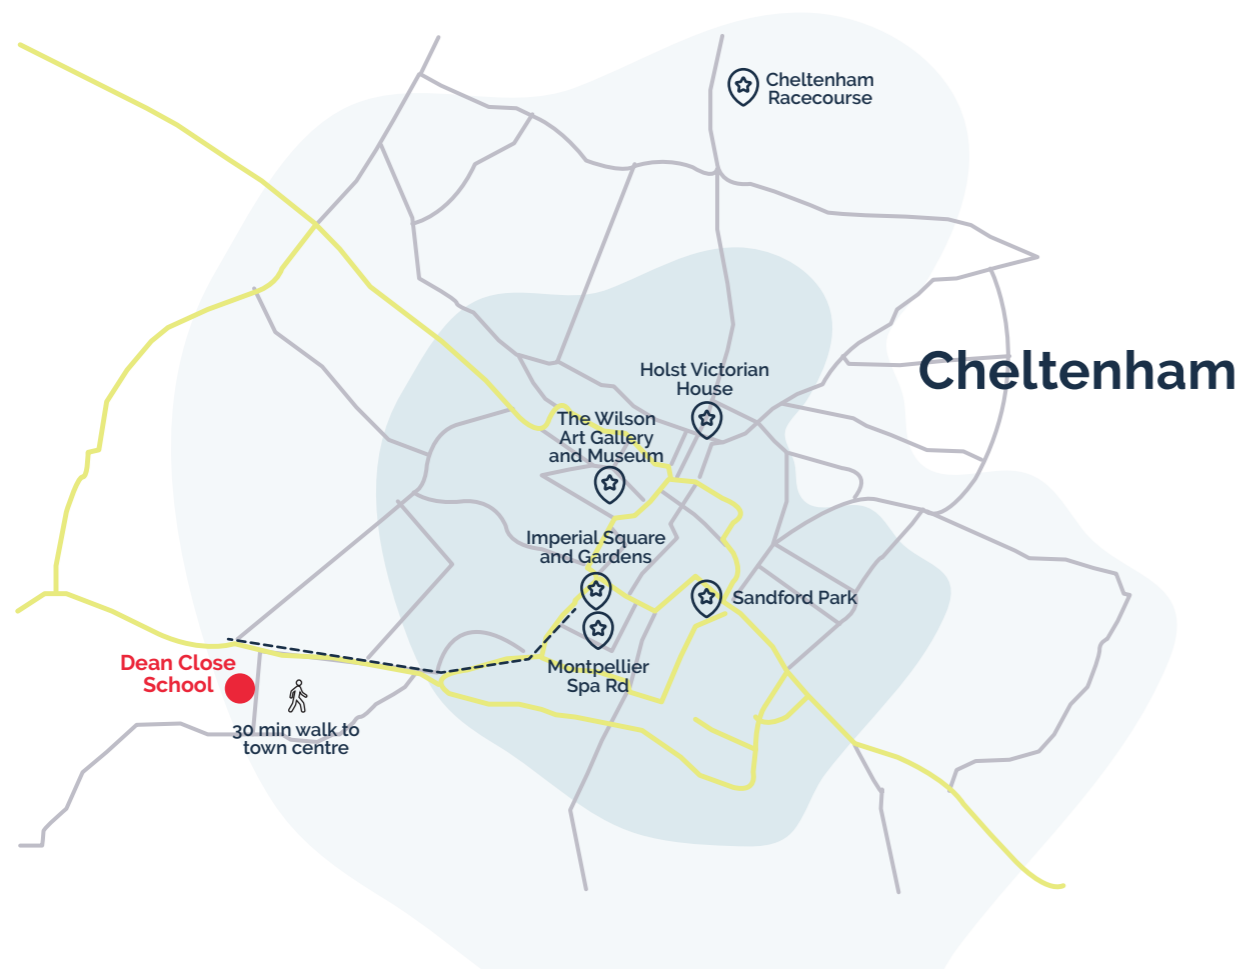 Cheltenham
Racecourse
Cheltenham
Holst Victorian
House
The Wilson
Art Gallery
and Museum
Imperial Square
and Gardens
Sandford Park
Montpellier
Spa Rd
Dean Close
School
30 min walk to
town centre